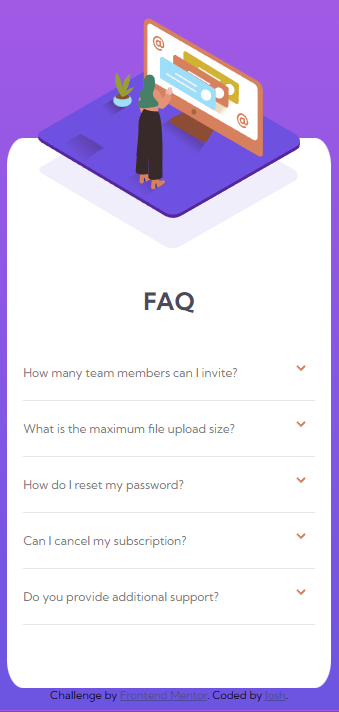 @
@
FAQ
How many team members can I invite?
What is the maximum file upload size?
How do I reset my password?
Can I cancel my subscription?
Do you provide additional support?
Challenge by Frontend Mentor. Coded by Josh.